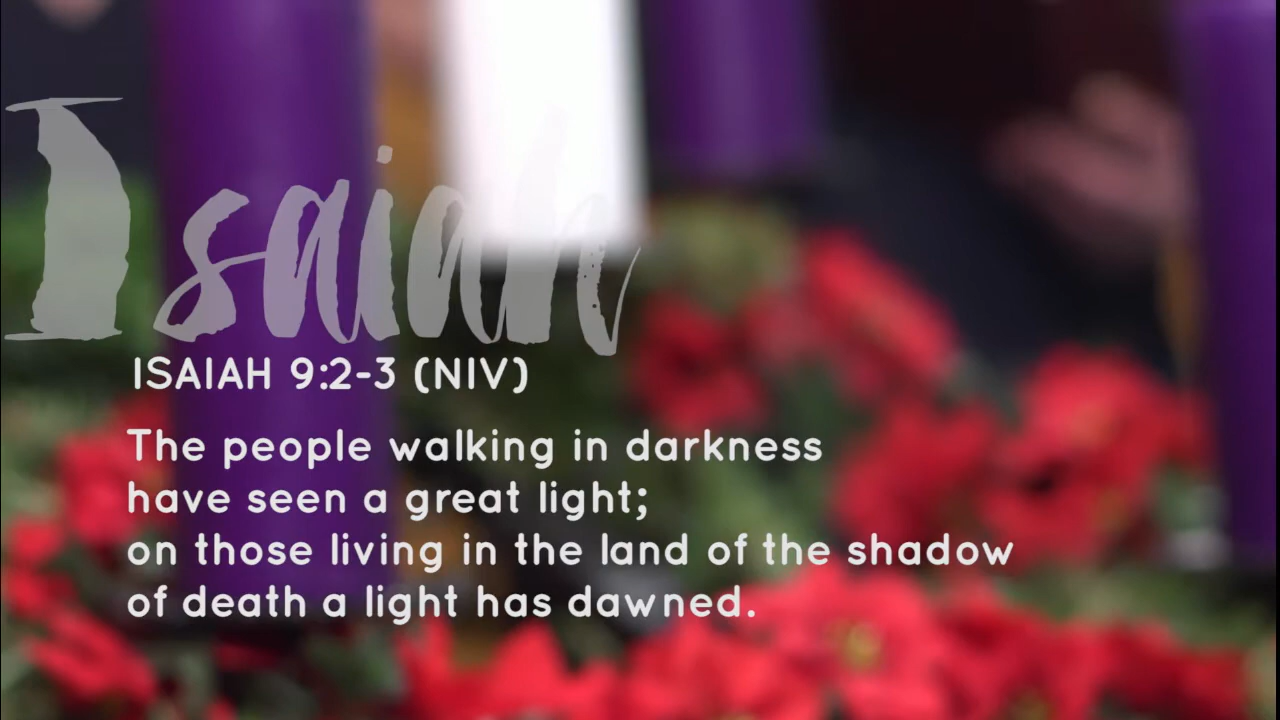 Isaiah
ISAIAH 9:2-3 (NIV)
The people walking in darkness
have seen a great light;
on those living in the land of the shadow
of death a light has dawned.